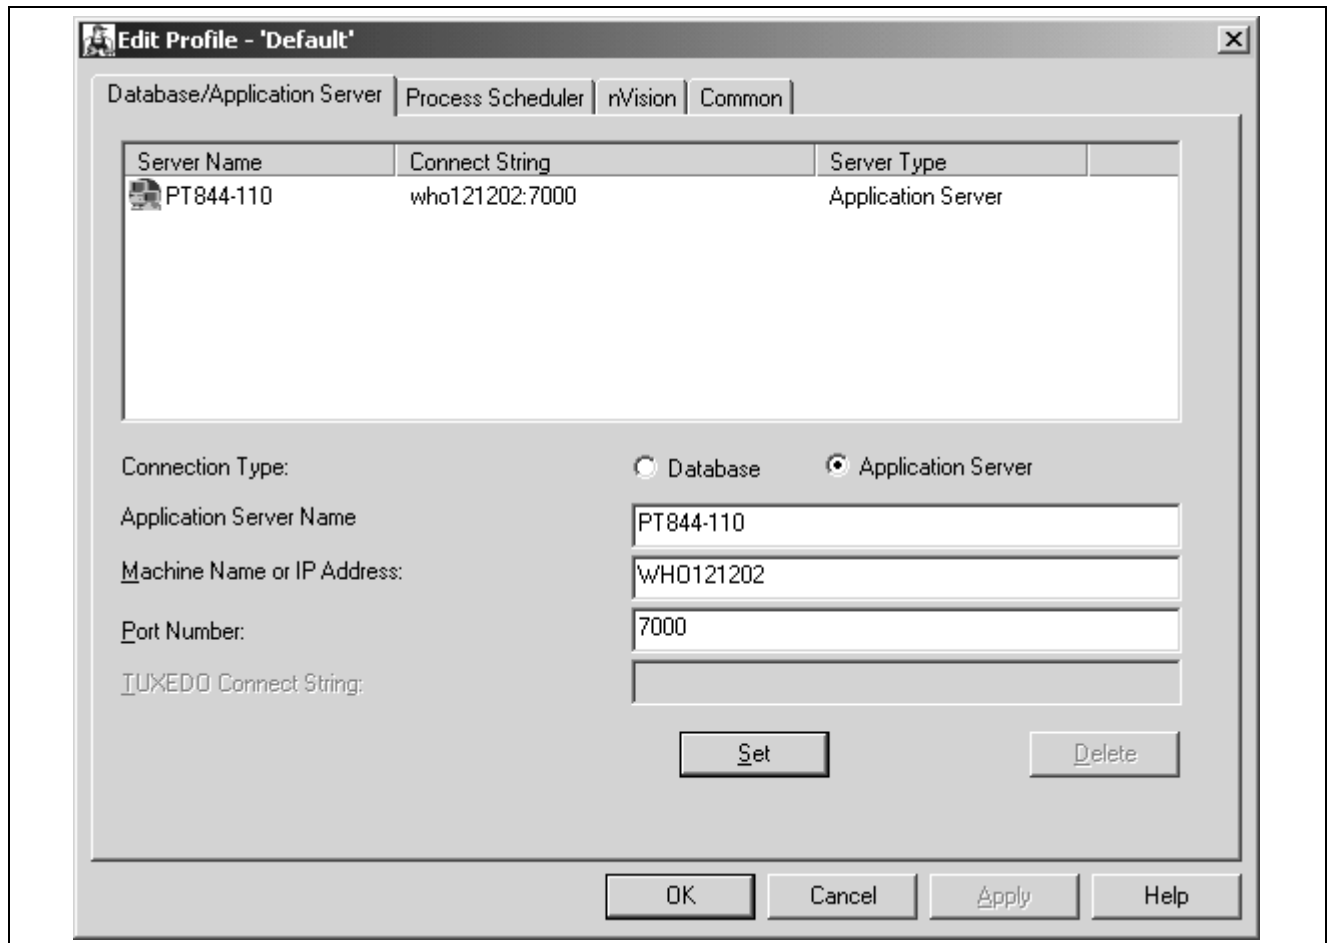 Edit Profile - 'Default'
Database/Application Server Process Scheduler nVision Common
Server Name Connect String Server Type
PT844-110 who121202:7000 Application Server
Connection Type: Database Application Server
Application Server Name PT844-110
Machine Name or IP Address: WHO121202
Port Number: 7000
TUXEDO Connect String:
Set Delete
OK Cancel Apply Help